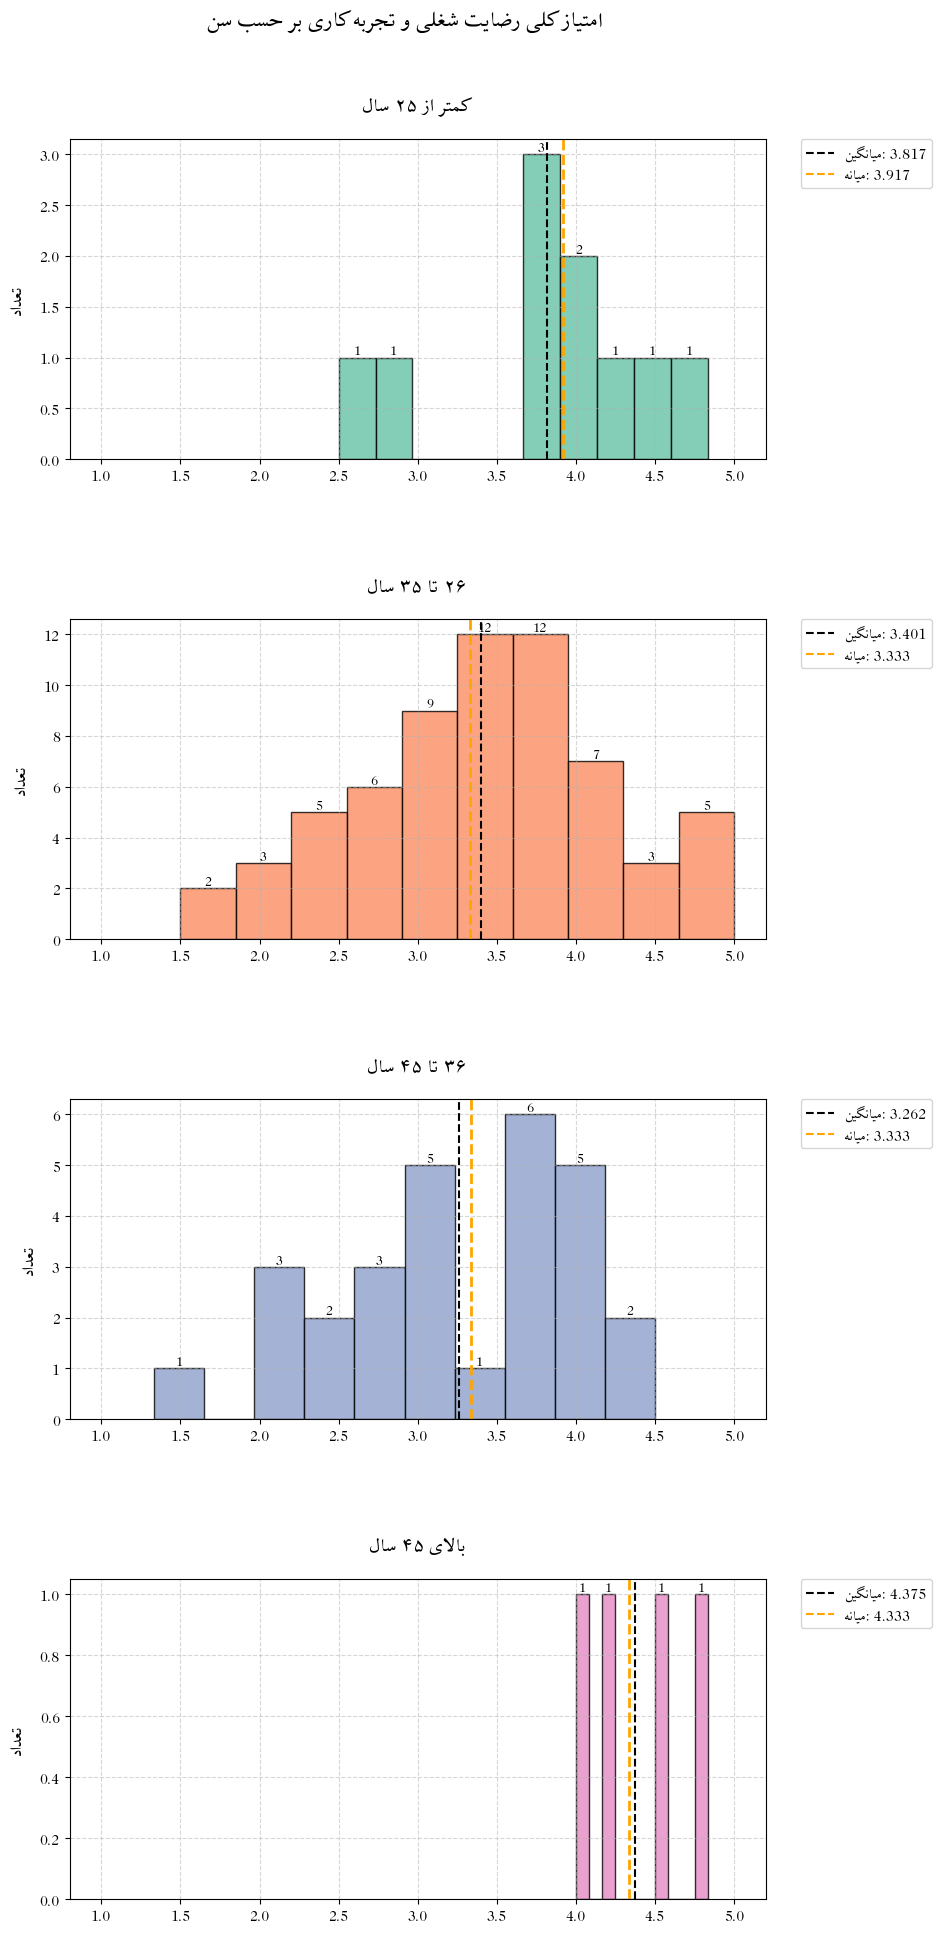 امتیاز کلی رضایت شغلی و تجربه کاری بر حسب سن
کمتر از ۲۵ سال
میانگین: 3.817
میانه: 3.917
تعداد
3.0
2.5
2.0
1.5
1.0
0.5
0.0
1 1 3 2 1 1 1
1.0 1.5 2.0 2.5 3.0 3.5 4.0 4.5 5.0
۲۶ تا ۳۵ سال
میانگین: 3.401
میانه: 3.333
تعداد
12
10
8
6
4
2
0
2 3 5 6 9 12 12 7 3 5
1.0 1.5 2.0 2.5 3.0 3.5 4.0 4.5 5.0
۳۶ تا ۴۵ سال
میانگین: 3.262
میانه: 3.333
تعداد
6
5
4
3
2
1
0
1 3 2 3 5 1 6 5 2
1.0 1.5 2.0 2.5 3.0 3.5 4.0 4.5 5.0
بالای ۴۵ سال
میانگین: 4.375
میانه: 4.333
تعداد
1.0
0.8
0.6
0.4
0.2
0.0
1 1 1 1
1.0 1.5 2.0 2.5 3.0 3.5 4.0 4.5 5.0